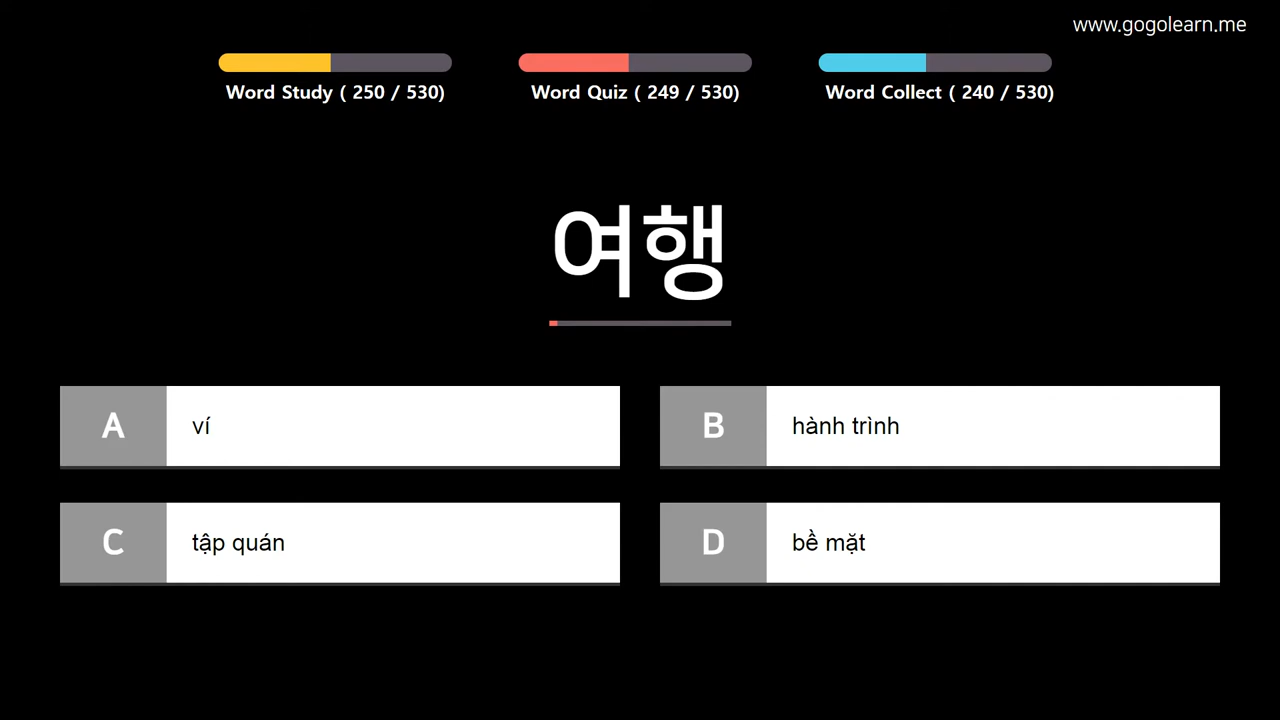 www.gogolearn.me
Word Study ( 250 / 530)
Word Quiz ( 249 / 530)
Word Collect ( 240 / 530)
여행
A ví
B hành trình
C tập quán
D bề mặt